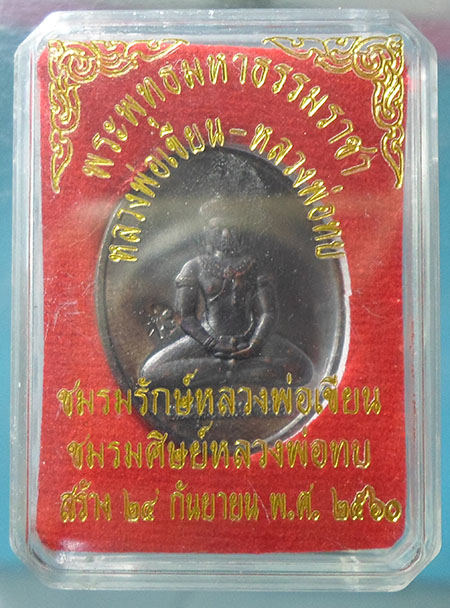 พระพุทธมหาธรรมราชา
หลวงพ่อเขียน-หลวงพ่อทบ
ชมรมรักษ์หลวงพ่อเขียน
ชมรมศิษย์หลวงพ่อทบ
สร้าง ๒๔ กันยายน พ.ศ. ๒๕๖๐